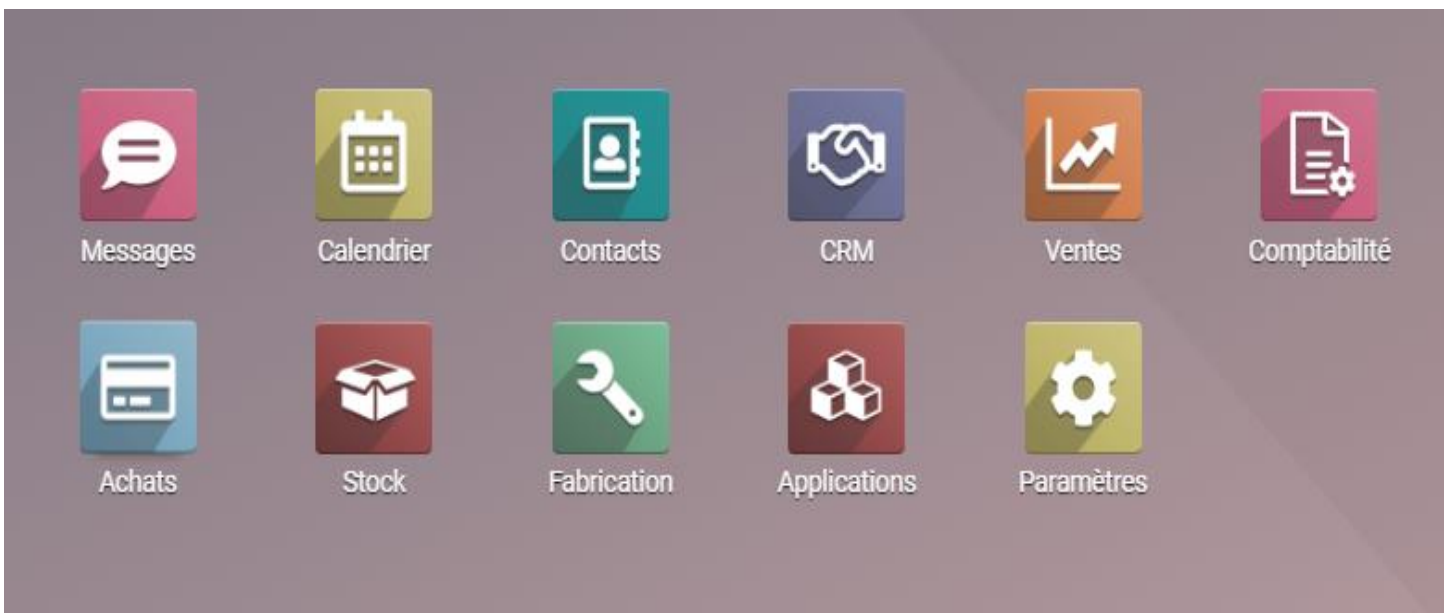 Messages Calendrier Contacts CRM Ventes Comptabilité
Achats Stock Fabrication Applications Paramètres